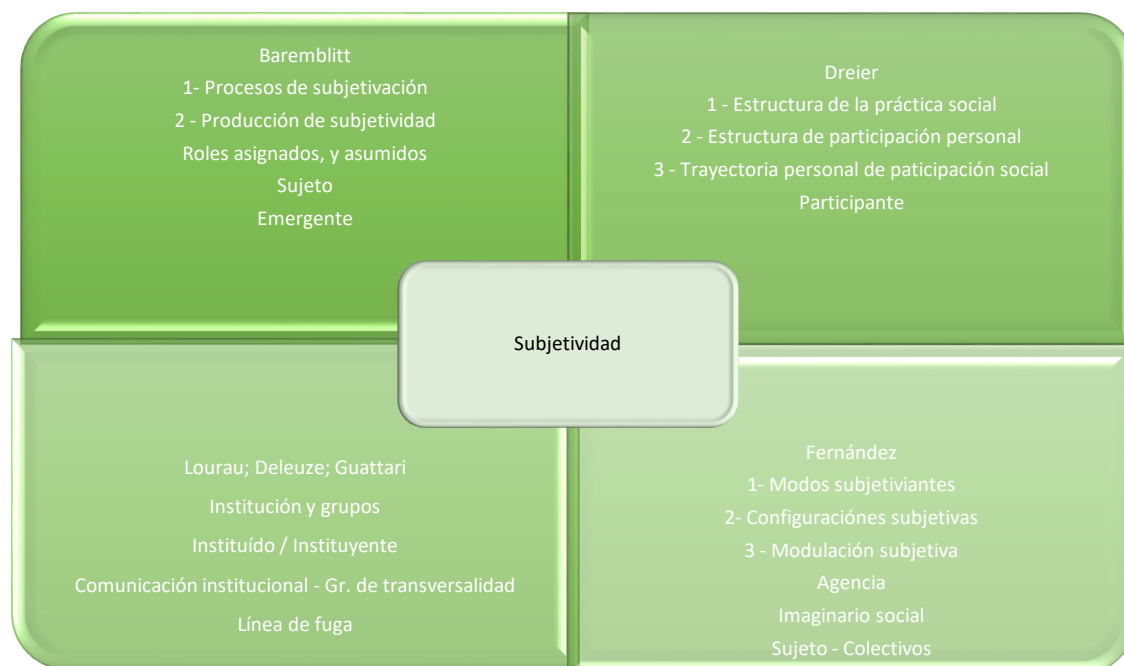 Baremblitt
1- Procesos de subjetivación
2 - Producción de subjetividad
Roles asignados, y asumidos
Sujeto
Emergente
Dreier
1 - Estructura de la práctica social
2 - Estructura de participación personal
3 - Trayectoria personal de paticipación social
Participante
Subjetividad
Lourau; Deleuze; Guattari
Institución y grupos
Instituído / Instituyente
Comunicación institucional - Gr. de transversalidad
Línea de fuga
Fernández
1- Modos subjetiviantes
2- Configuraciónes subjetivas
3 - Modulación subjetiva
Agencia
Imaginario social
Sujeto - Colectivos